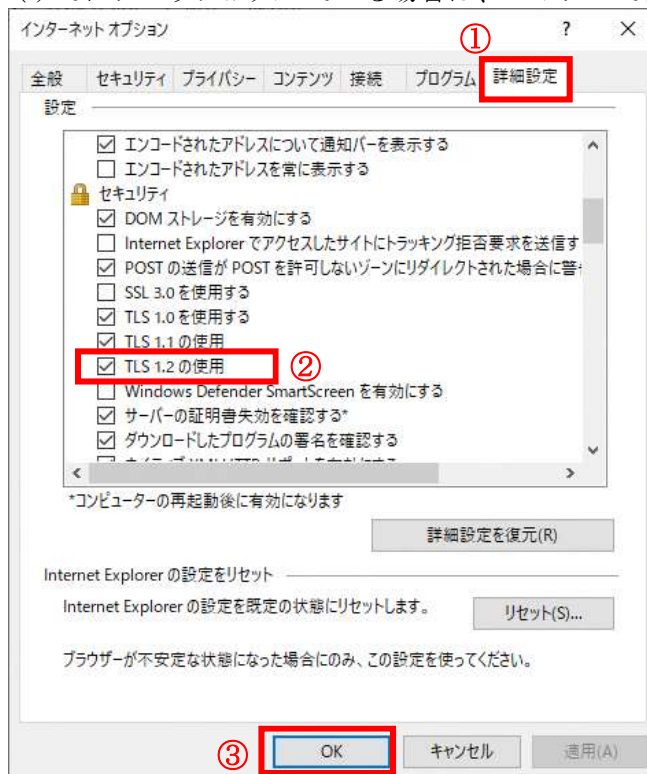 インターネット オプション ? ×
①
全般 セキュリティ プライバシー コンテンツ 接続 プログラム 詳細設定
設定
エンコードされたアドレスについて通知バーを表示する
エンコードされたアドレスを常に表示する
セキュリティ
DOM ストレージを有効にする
Internet Explorer でアクセスしたサイトにトラッキング拒否要求を送信す
POST の送信が POST を許可しないゾーンにリダイレクトされた場合に警
SSL 3.0 を使用する
TLS 1.0 を使用する
TLS 1.1 の使用
TLS 1.2 の使用 ②
Windows Defender SmartScreen を有効にする
サーバーの証明書失効を確認する*
ダウンロードしたプログラムの署名を確認する
*コンピューターの再起動後に有効になります
詳細設定を復元(R)
Internet Explorer の設定をリセット
Internet Explorer の設定を既定の状態にリセットします。 リセット(S)...
ブラウザーが不安定な状態になった場合にのみ、この設定を使ってください。
③ OK キャンセル 適用(A)